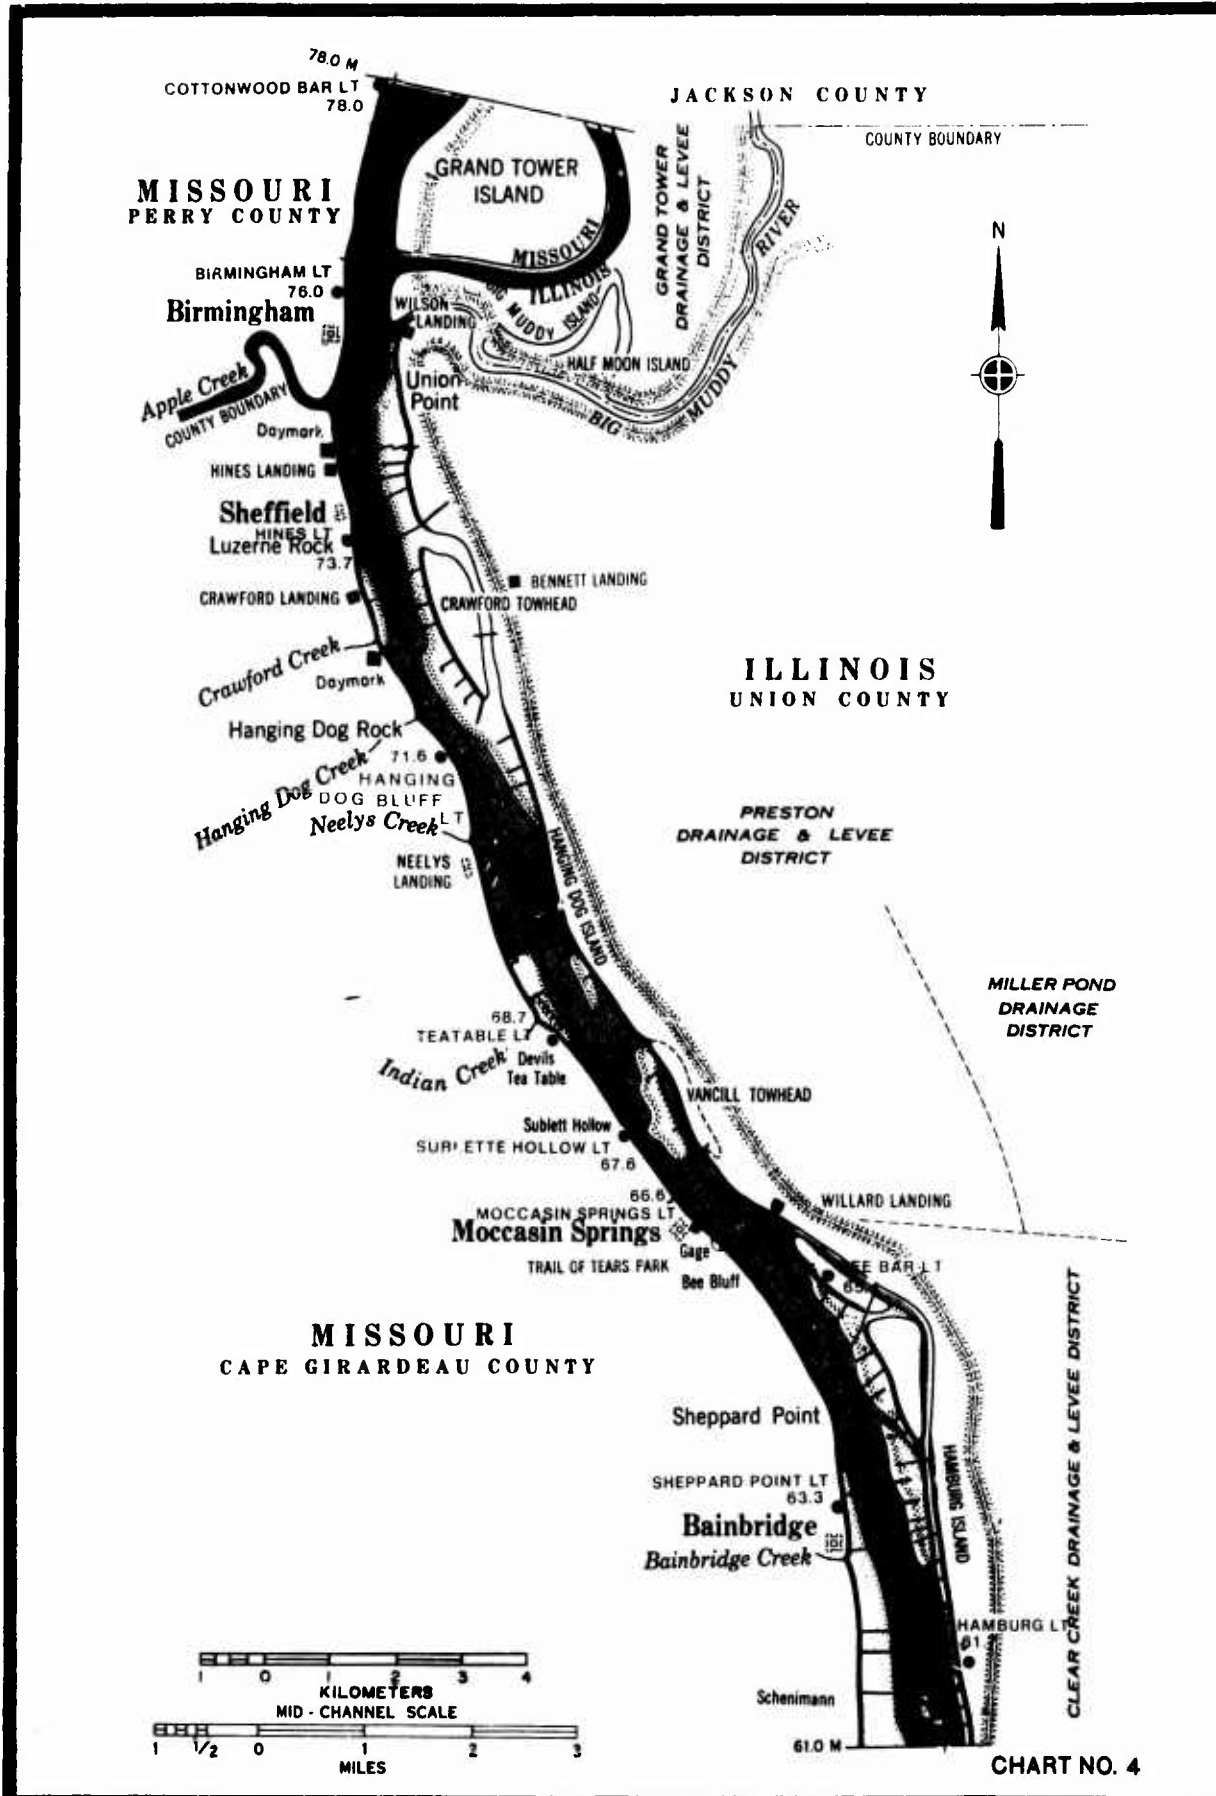 78.0 M
COTTONWOOD BAR LT
78.0
JACKSON COUNTY
COUNTY BOUNDARY
GRAND TOWER
ISLAND
GRAND TOWER
DRAINAGE & LEVEE
DISTRICT
MISSOURI
PERRY COUNTY
RIVER
N
MISSOURI
ILLINOIS
BIRMINGHAM LT
76.0
Birmingham
BIG
MUDDY ISLAND
WILSON
LANDING
HALF MOON ISLAND
Union
Point
BIG MUDDY
Apple Creek
COUNTY BOUNDARY
Daymark
HINES LANDING
Sheffield
HINES LT
Luzerne Rock
73.7
BENNETT LANDING
CRAWFORD LANDING
CRAWFORD TOWHEAD
Crawford Creek
Daymark
ILLINOIS
UNION COUNTY
Hanging Dog Rock
71.6
Hanging Dog Creek
HANGING
DOG BLUFF
LT
Neelys Creek
PRESTON
DRAINAGE & LEVEE
DISTRICT
NEELYS
LANDING
HANGING DOG ISLAND
MILLER POND
DRAINAGE
DISTRICT
68.7
TEATABLE LT
Indian Creek
Devils
Tea Table
VANCILL TOWHEAD
Sublett Hollow
SUBLETTE HOLLOW LT
67.6
66.6
MOCCASIN SPRINGS LT
Moccasin Springs
WILLARD LANDING
Gage
TRAIL OF TEARS PARK
Bee Bluff
BAR LT
MISSOURI
CAPE GIRARDEAU COUNTY
CLEAR CREEK DRAINAGE & LEVEE DISTRICT
Sheppard Point
HAMBURG ISLAND
SHEPPARD POINT LT
63.3
Bainbridge
Bainbridge Creek
HAMBURG LT
1 0 1 2 3 4
KILOMETERS
MID - CHANNEL SCALE
1 1/2 0 1 2 3
MILES
Schenimann
61.0 M
CHART NO. 4